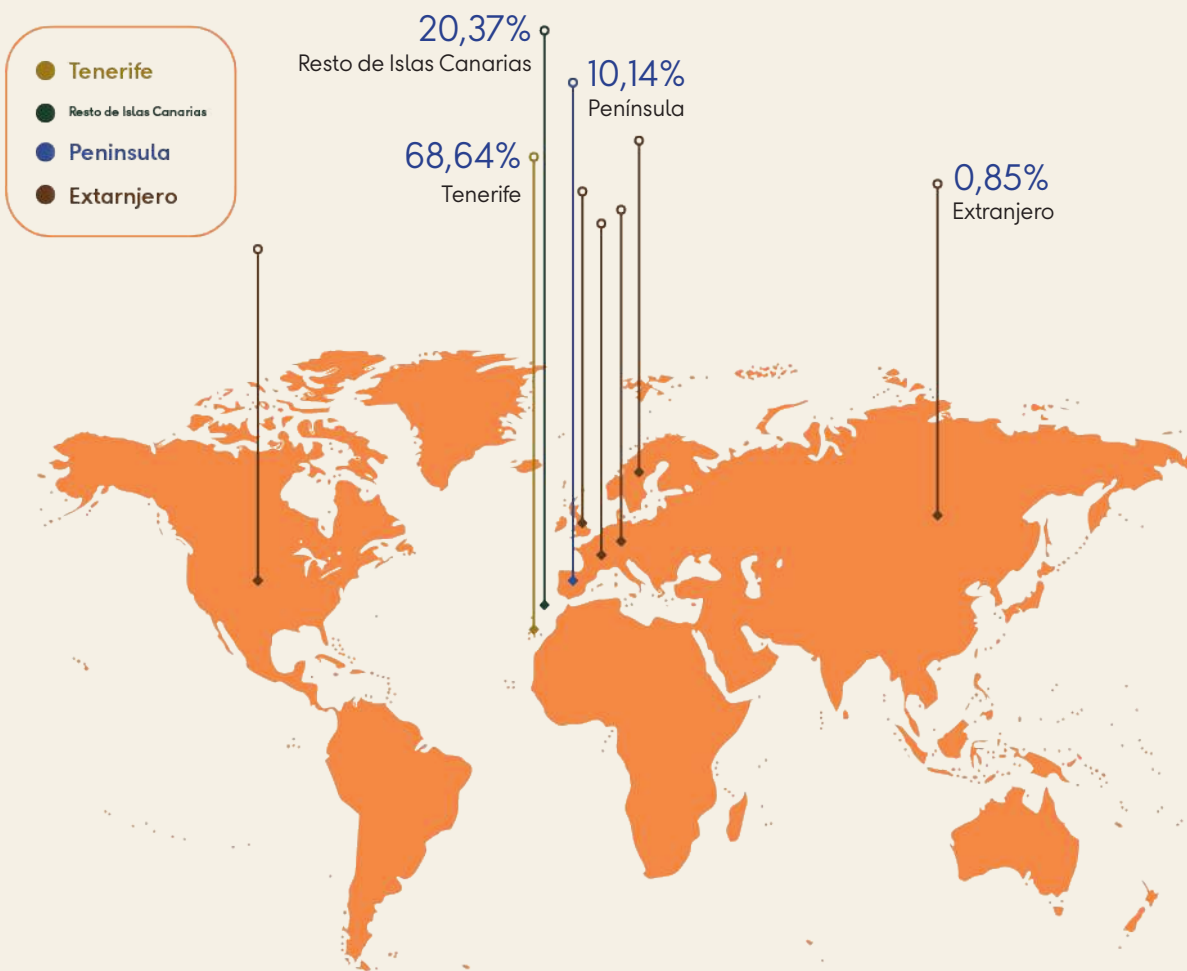 Tenerife
Resto de Islas Canarias
Peninsula
Extarnjero
20,37%
Resto de Islas Canarias
10,14%
Península
68,64%
Tenerife
0,85%
Extranjero